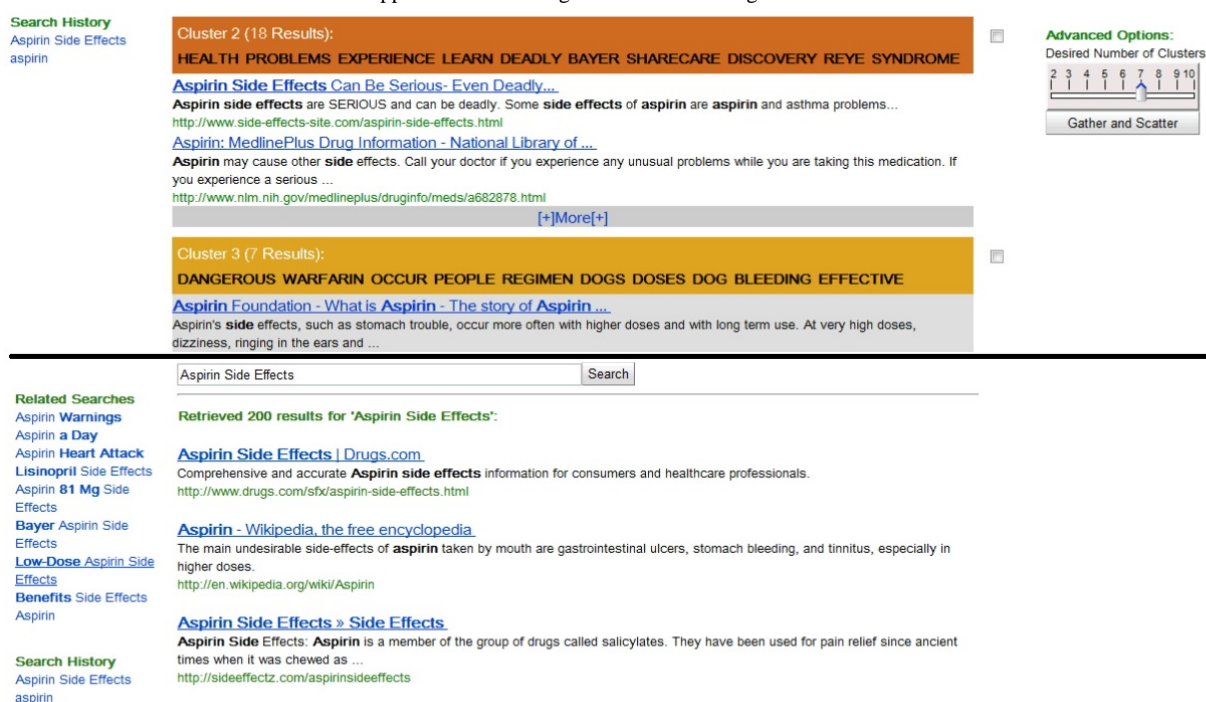 Search History
Aspirin Side Effects
aspirin
Cluster 2 (18 Results):
HEALTH PROBLEMS EXPERIENCE LEARN DEADLY BAYER SHARECARE DISCOVERY REYE SYNDROME
Aspirin Side Effects Can Be Serious- Even Deadly...
Aspirin side effects are SERIOUS and can be deadly. Some side effects of aspirin are aspirin and asthma problems...
http://www.side-effects-site.com/aspirin-side-effects.html
Aspirin: MedlinePlus Drug Information - National Library of ...
Aspirin may cause other side effects. Call your doctor if you experience any unusual problems while you are taking this medication. If
you experience a serious ...
http://www.nlm.nih.gov/medlineplus/druginfo/meds/a682878.html
[+]More[+]
Cluster 3 (7 Results):
DANGEROUS WARFARIN OCCUR PEOPLE REGIMEN DOGS DOSES DOG BLEEDING EFFECTIVE
Aspirin Foundation - What is Aspirin - The story of Aspirin ...
Aspirin's side effects, such as stomach trouble, occur more often with higher doses and with long term use. At very high doses,
dizziness, ringing in the ears and ...
Advanced Options:
Desired Number of Clusters
2 3 4 5 6 7 8 9 10
Gather and Scatter
Aspirin Side Effects
Search
Related Searches
Aspirin Warnings
Aspirin a Day
Aspirin Heart Attack
Lisinopril Side Effects
Aspirin 81 Mg Side
Effects
Bayer Aspirin Side
Effects
Low-Dose Aspirin Side
Effects
Benefits Side Effects
Aspirin
Search History
Aspirin Side Effects
aspirin
Retrieved 200 results for 'Aspirin Side Effects':
Aspirin Side Effects | Drugs.com
Comprehensive and accurate Aspirin side effects information for consumers and healthcare professionals.
http://www.drugs.com/sfx/aspirin-side-effects.html
Aspirin - Wikipedia, the free encyclopedia
The main undesirable side-effects of aspirin taken by mouth are gastrointestinal ulcers, stomach bleeding, and tinnitus, especially in
higher doses.
http://en.wikipedia.org/wiki/Aspirin
Aspirin Side Effects » Side Effects
Aspirin Side Effects: Aspirin is a member of the group of drugs called salicylates. They have been used for pain relief since ancient
times when it was chewed as ...
http://sideeffectz.com/aspirinsideeffects